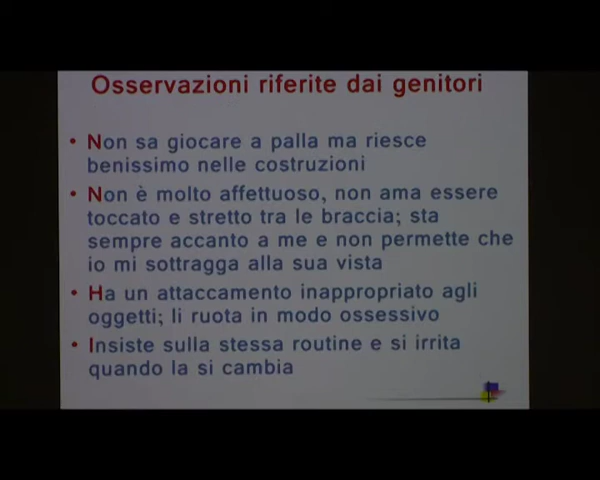 Osservazioni riferite dai genitori
• Non sa giocare a palla ma riesce
benissimo nelle costruzioni
• Non è molto affettuoso, non ama essere
toccato e stretto tra le braccia; sta
sempre accanto a me e non permette che
io mi sottragga alla sua vista
• Ha un attaccamento inappropriato agli
oggetti; li ruota in modo ossessivo
• Insiste sulla stessa routine e si irrita
quando la si cambia